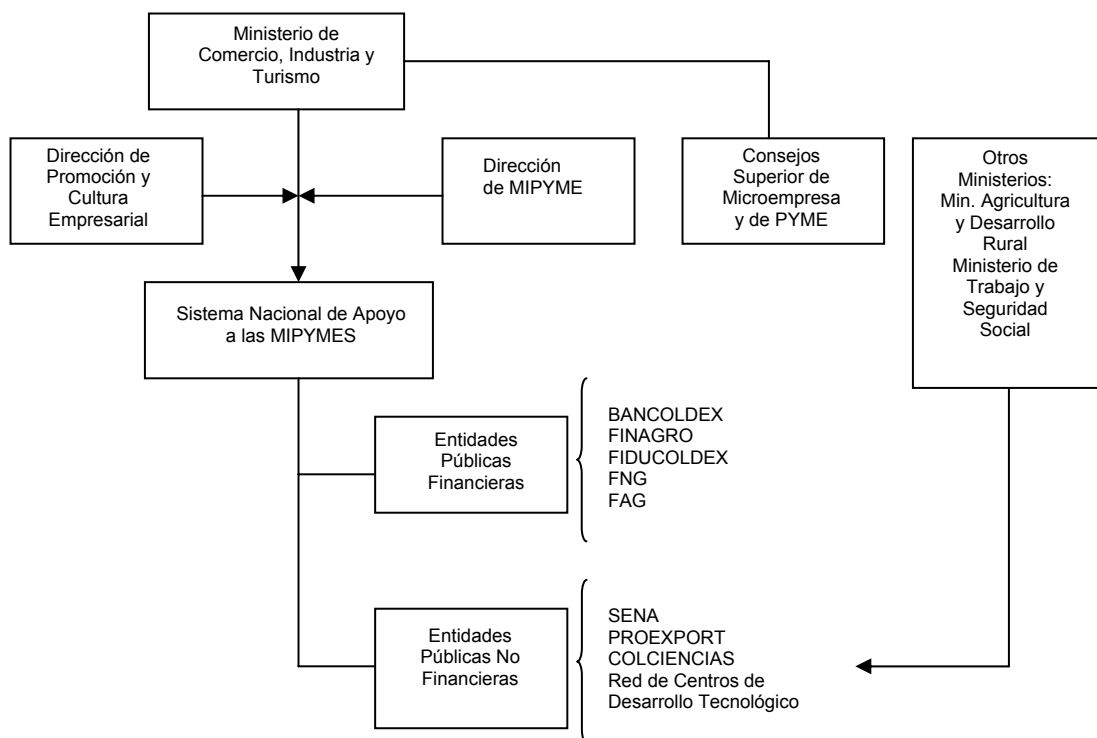 Ministerio de
Comercio, Industria y
Turismo
Dirección de
Promoción y
Cultura
Empresarial
Dirección
de MIPYME
Consejos
Superior de
Microempresa
y de PYME
Otros
Ministerios:
Min. Agricultura
y Desarrollo
Rural
Ministerio de
Trabajo y
Seguridad
Social
Sistema Nacional de Apoyo
a las MIPYMES
Entidades
Públicas
Financieras
BANCOLDEX
FINAGRO
FIDUCOLDEX
FNG
FAG
Entidades
Públicas No
Financieras
SENA
PROEXPORT
COLCIENCIAS
Red de Centros de
Desarrollo Tecnológico